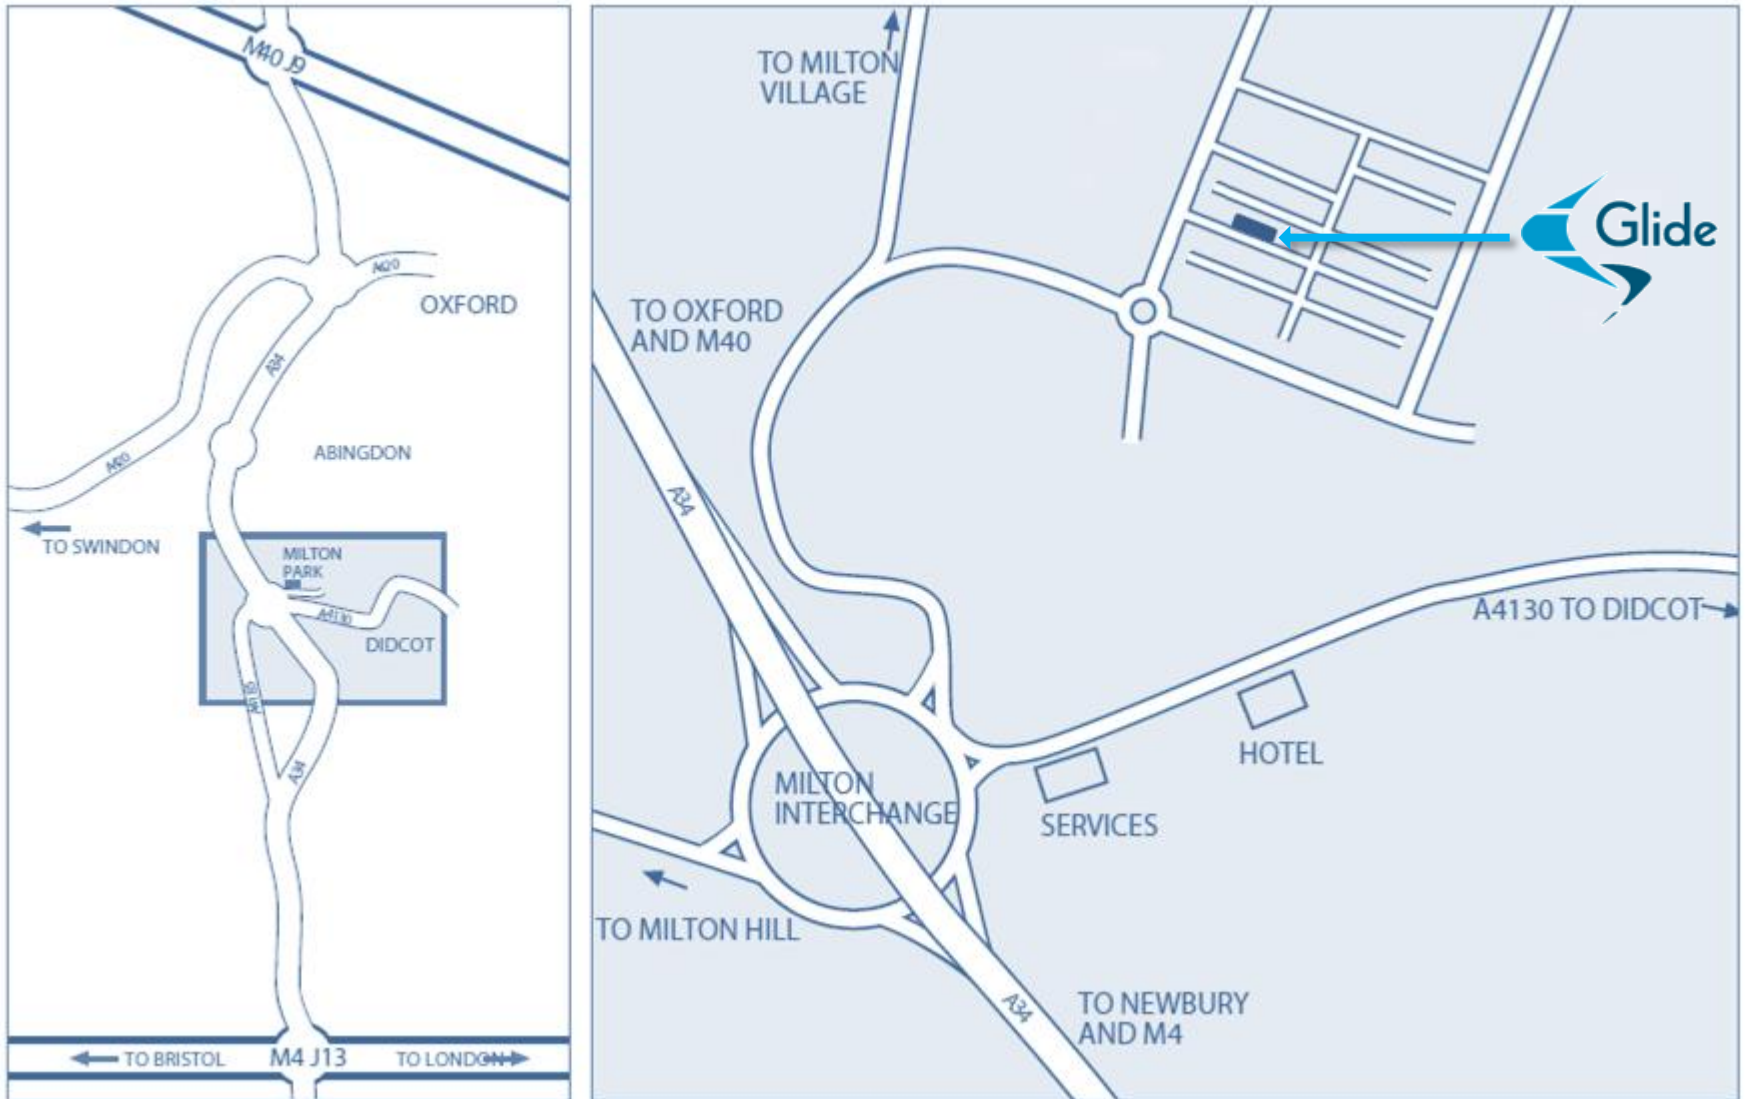 M40 J9
A420
OXFORD
A34
ABINGDON
A420
TO SWINDON
MILTON
PARK
A4130
DIDCOT
A34
TO BRISTOL
M4 J13
TO LONDON
TO MILTON
VILLAGE
Glide
TO OXFORD
AND M40
A34
A4130 TO DIDCOT
HOTEL
MILTON
INTERCHANGE
SERVICES
TO MILTON HILL
A34
TO NEWBURY
AND M4